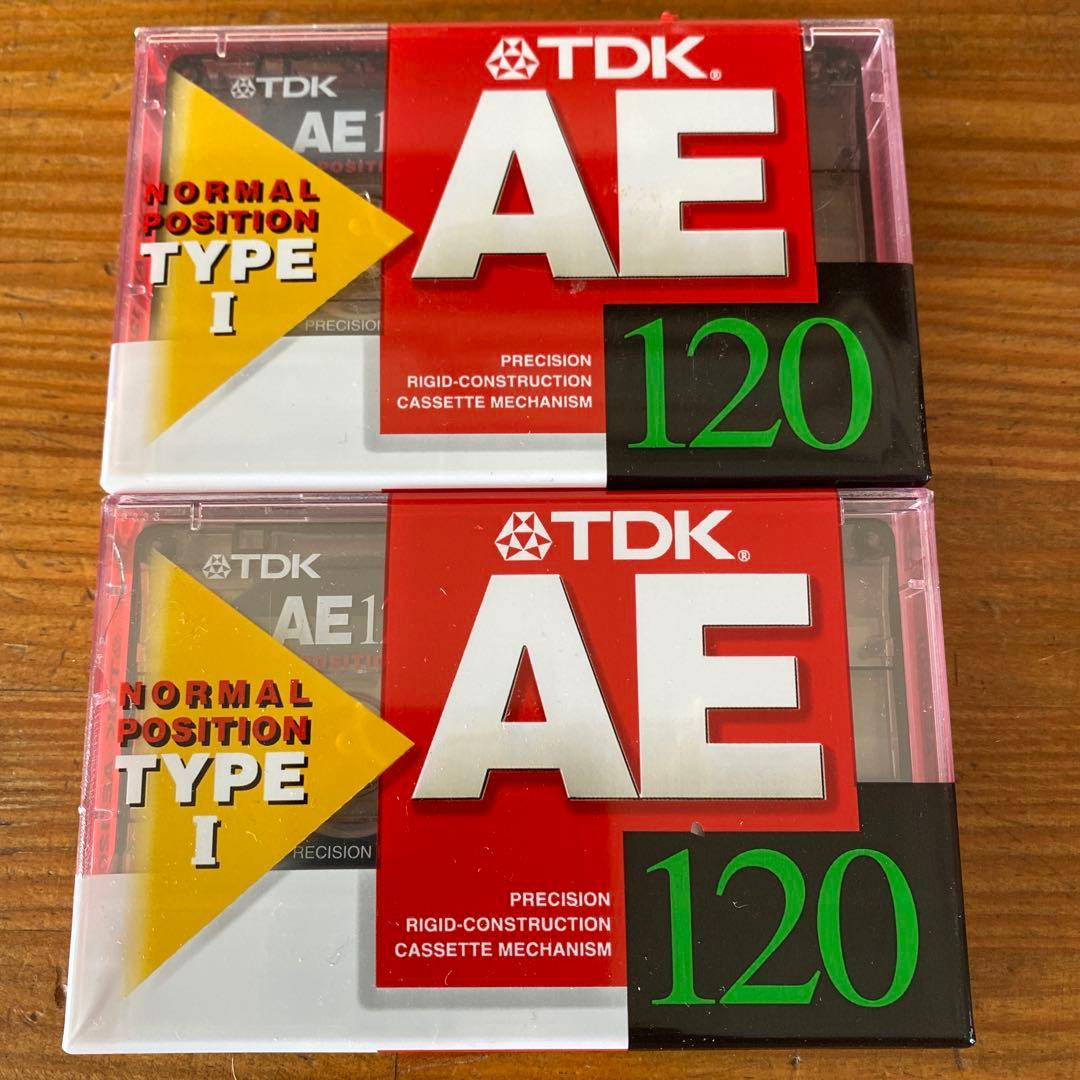 TDK®
AE
TDK
AE
NORMAL
POSITION
TYPE
I
PRECISION
PRECISION
RIGID-CONSTRUCTION
CASSETTE MECHANISM
120
TDK®
AE
TDK
AE
NORMAL
POSITION
TYPE
I
PRECISION
PRECISION
RIGID-CONSTRUCTION
CASSETTE MECHANISM
120